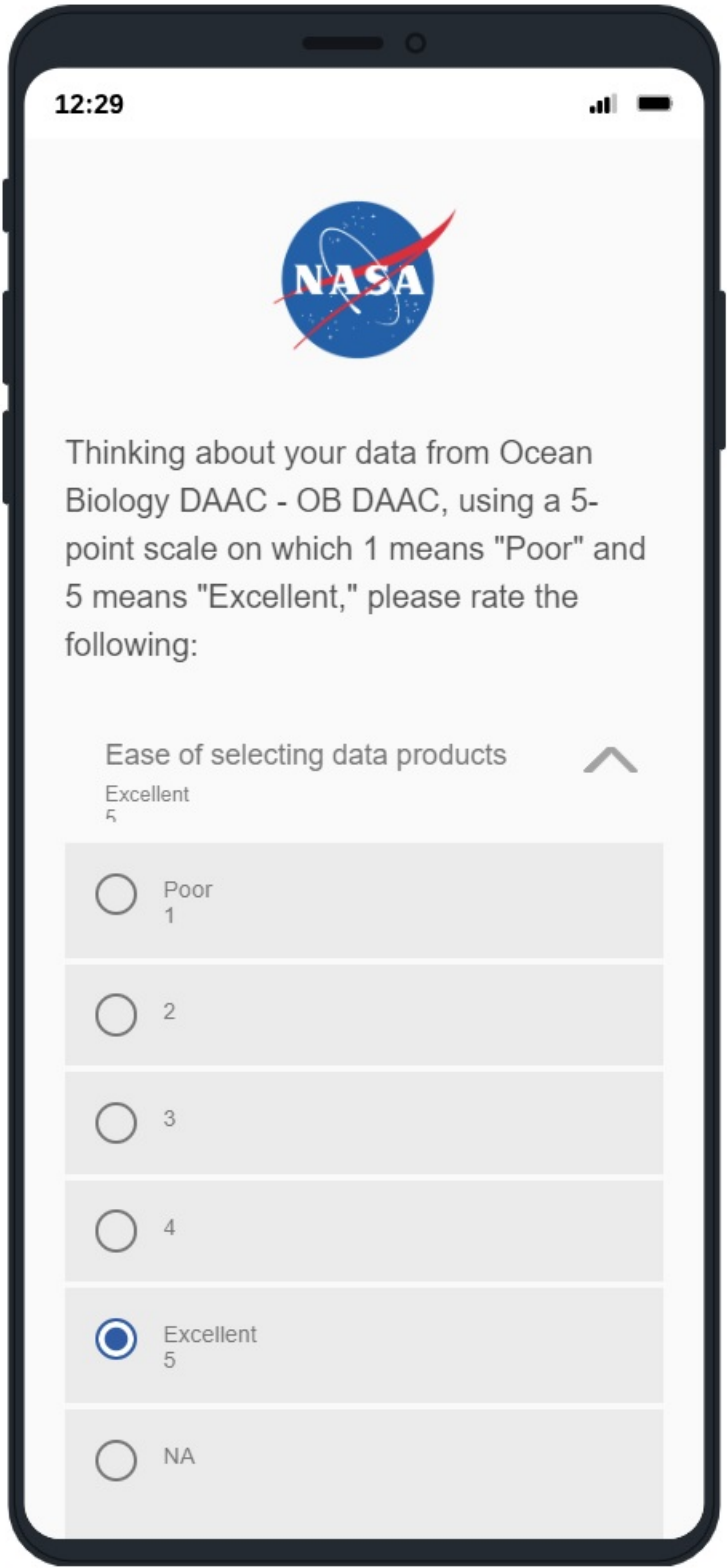 12:29
NASA
Thinking about your data from Ocean
Biology DAAC - OB DAAC, using a 5-
point scale on which 1 means "Poor" and
5 means "Excellent," please rate the
following:
Ease of selecting data products
Excellent
5
Poor
1
2
3
4
Excellent
5
NA